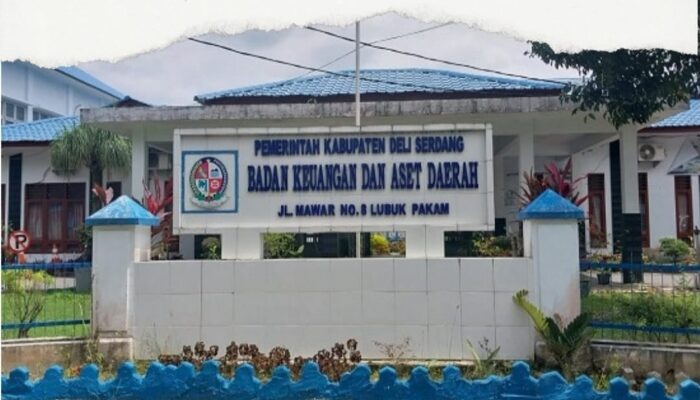 PEMERINTAH KABUPATEN DELI SERDANG
BADAN KEUANGAN DAN ASET DAERAH
JL. MAWAR NO. 8 LUBUK PAKAM
P